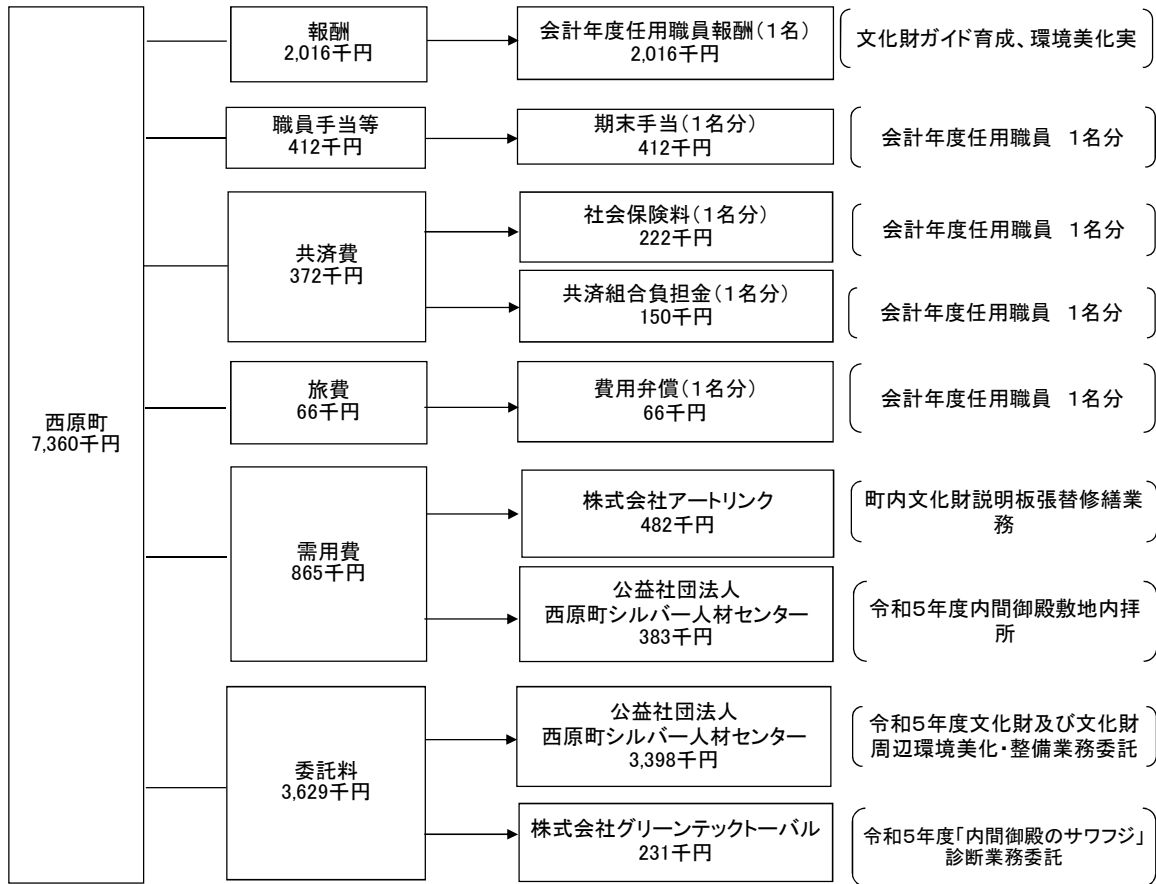 西原町
7,360千円
報酬
2,016千円
会計年度任用職員報酬(1名)
2,016千円
文化財ガイド育成、環境美化実
職員手当等
412千円
期末手当(1名分)
412千円
会計年度任用職員 1名分
共済費
372千円
社会保険料(1名分)
222千円
会計年度任用職員 1名分
共済組合負担金(1名分)
150千円
会計年度任用職員 1名分
旅費
66千円
費用弁償(1名分)
66千円
会計年度任用職員 1名分
需用費
865千円
株式会社アートリンク
482千円
町内文化財説明板張替修繕業
務
公益社団法人
西原町シルバー人材センター
383千円
令和5年度内間御殿敷地内拝
所
委託料
3,629千円
公益社団法人
西原町シルバー人材センター
3,398千円
令和5年度文化財及び文化財
周辺環境美化・整備業務委託
株式会社グリーンテックトーバル
231千円
令和5年度「内間御殿のサワフジ」
診断業務委託